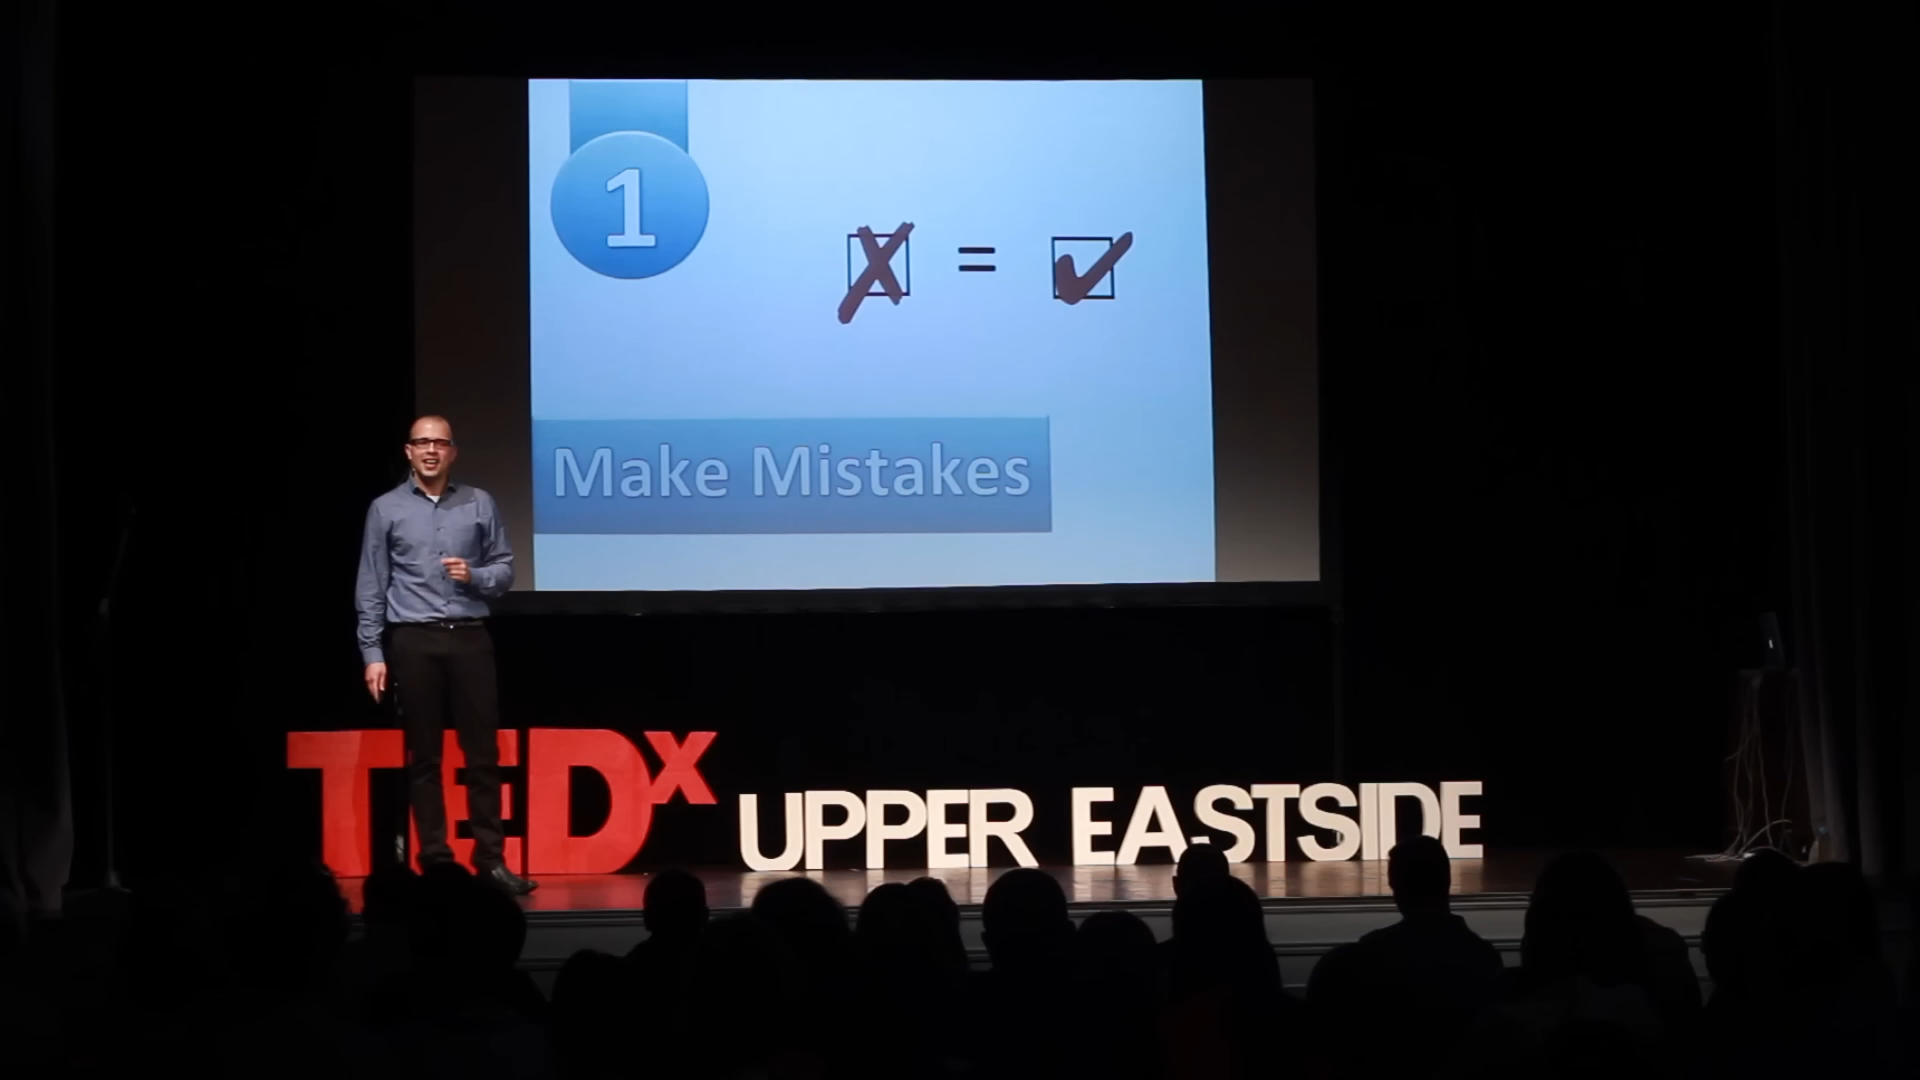 1
=
Make Mistakes
TEDx
UPPER EASTSIDE